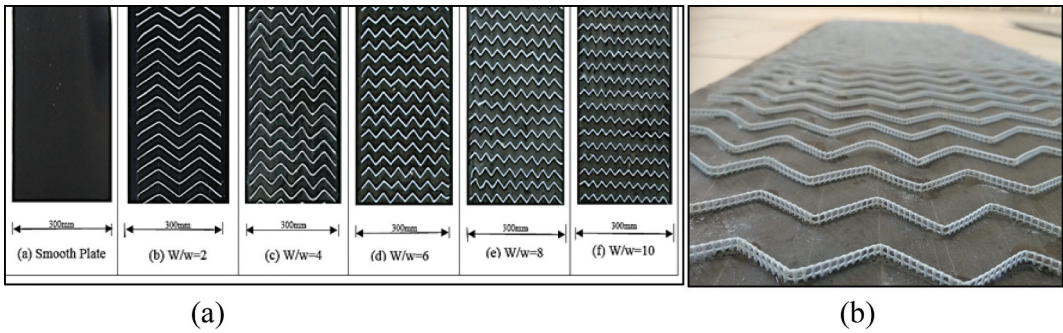 300mm 300mm 300mm 300mm 300mm 300mm
(a) Smooth Plate (b) W/w=2 (c) W/w=4 (d) W/w=6 (e) W/w=8 (f) W/w=10
(a) (b)